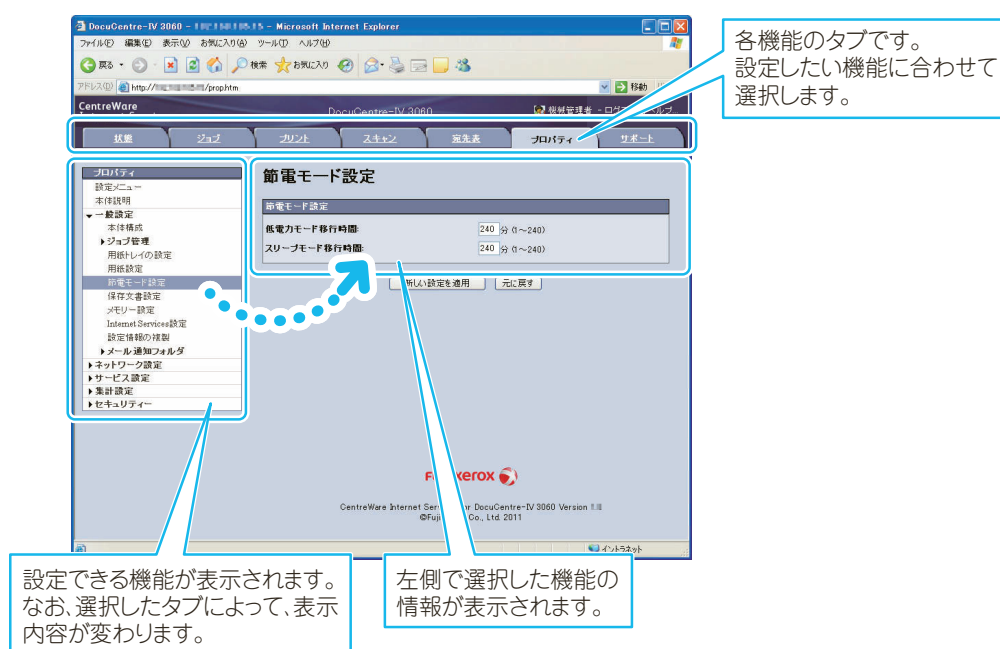 DocuCentre-IV 3060 - - Microsoft Internet Explorer
ファイル(F) 編集(E) 表示(V) お気に入り(A) ツール(T) ヘルプ(H)
戻る 検索 お気に入り
アドレス(D) http:// /prop.htm 移動
CentreWare
DocuCentre-IV 3060
機械管理者
状態 ジョブ プリント スキャン 宛先表 プロパティ サポート
各機能のタブです。
設定したい機能に合わせて
選択します。
プロパティ
設定メニュー
本体説明
一般設定
本体構成
ジョブ管理
用紙トレイの設定
用紙設定
節電モード設定
保存文書設定
メモリー設定
Internet Services設定
設定情報の複製
メール通知フォルダ
ネットワーク設定
サービス設定
集計設定
セキュリティー
節電モード設定
節電モード設定
低電力モード移行時間: 240 分 (1～240)
スリープモード移行時間: 240 分 (1～240)
新しい設定を適用 元に戻す
xerox
CentreWare Internet DocuCentre-IV 3060 Version
Co., Ltd. 2011
イントラネット
設定できる機能が表示されます。
なお、選択したタブによって、表示
内容が変わります。
左側で選択した機能の
情報が表示されます。